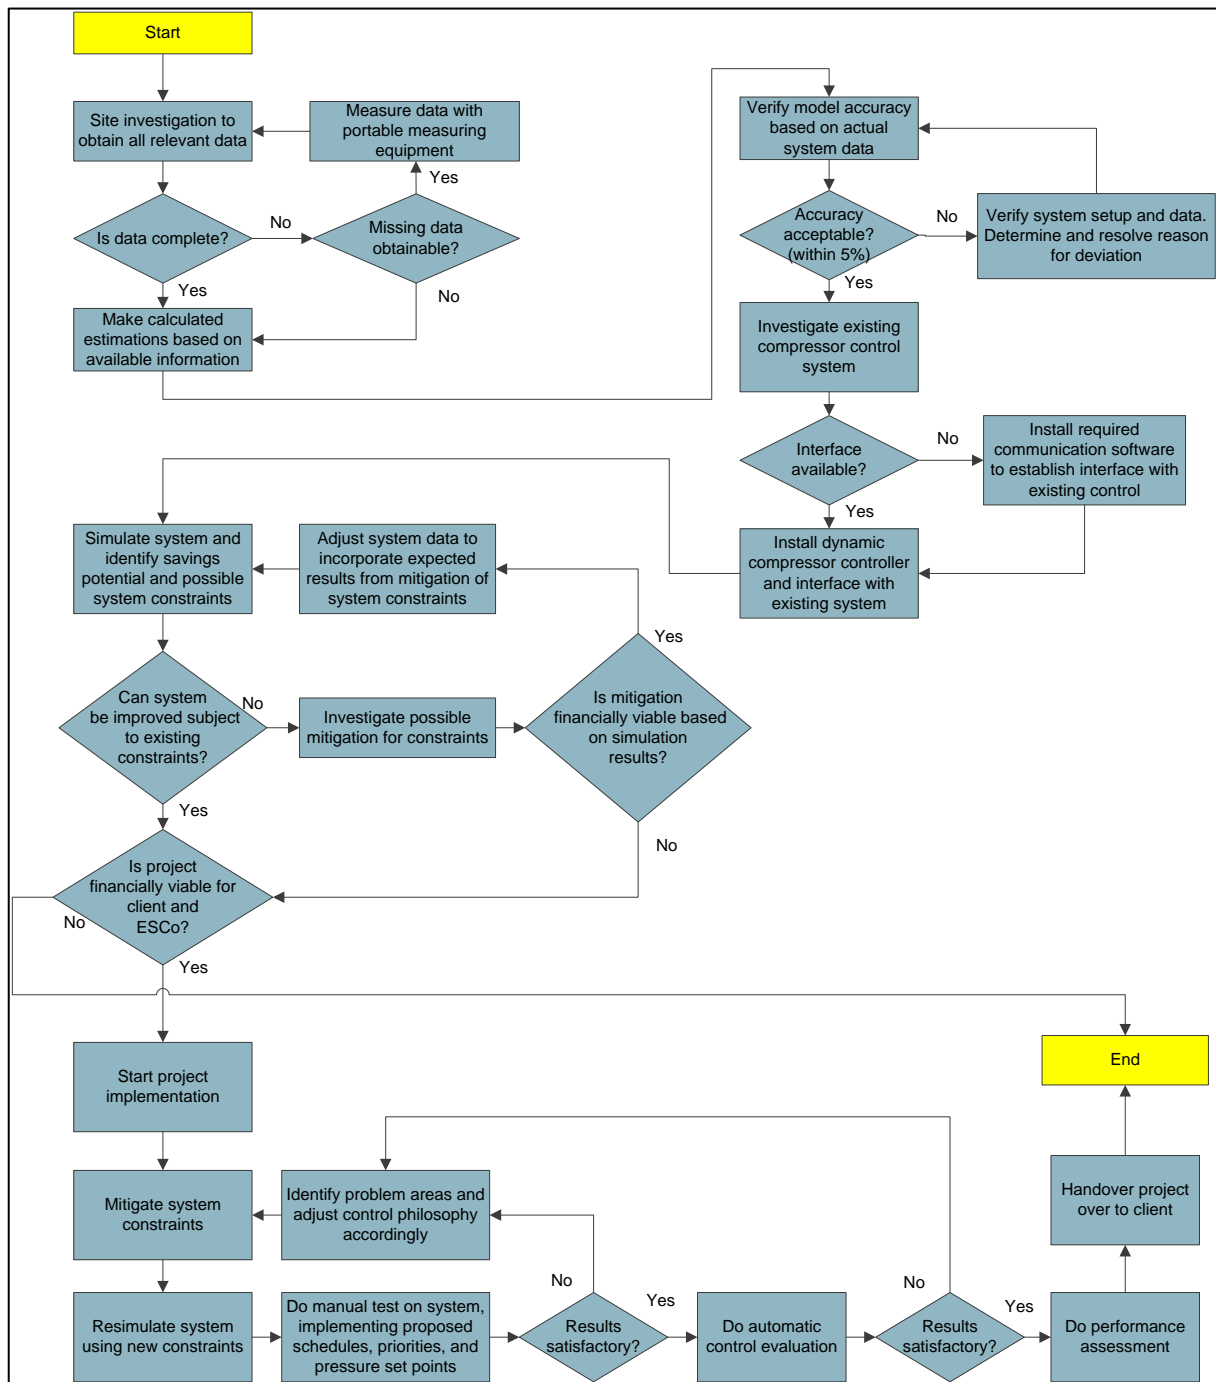 Start
Site investigation to
obtain all relevant data
Measure data with
portable measuring
equipment
Yes
Is data complete?
No
Missing data
obtainable?
Yes
No
Make calculated
estimations based on
available information
Verify model accuracy
based on actual
system data
Accuracy
acceptable?
(within 5%)
No
Verify system setup and data.
Determine and resolve reason
for deviation
Yes
Investigate existing
compressor control
system
Interface
available?
No
Install required
communication software
to establish interface with
existing control
Yes
Install dynamic
compressor controller
and interface with
existing system
Simulate system and
identify savings
potential and possible
system constraints
Adjust system data to
incorporate expected
results from mitigation of
system constraints
Yes
Can system
be improved subject
to existing
constraints?
No
Investigate possible
mitigation for constraints
Is mitigation
financially viable based
on simulation
results?
Yes
No
Is project
financially viable for
client and
ESCo?
No
Yes
Start project
implementation
End
Mitigate system
constraints
Identify problem areas and
adjust control philosophy
accordingly
Handover project
over to client
No
No
Resimulate system
using new constraints
Do manual test on system,
implementing proposed
schedules, priorities, and
pressure set points
Results
satisfactory?
Yes
Do automatic
control evaluation
Results
satisfactory?
Yes
Do performance
assessment